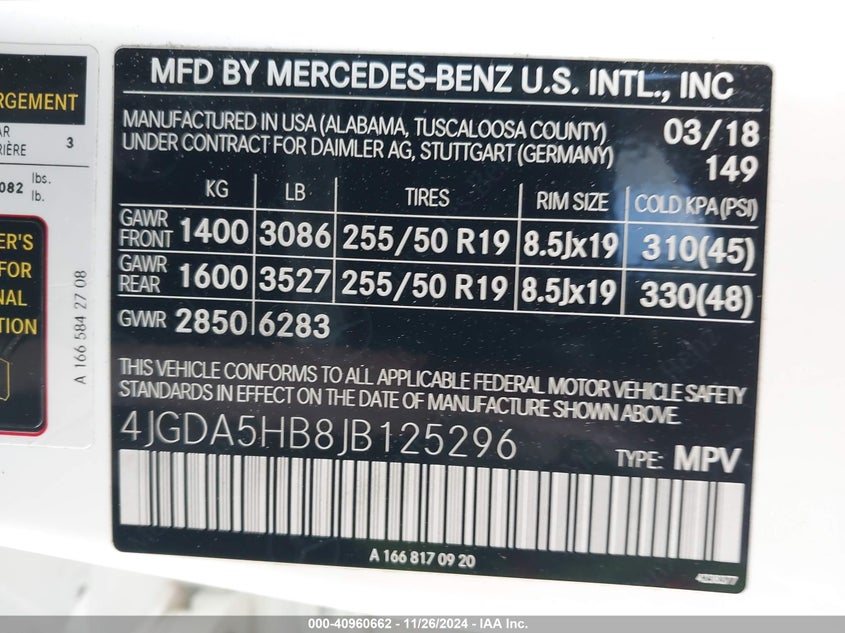 RGEMENT
AR
RIÈRE 3
082 lbs.
lb.
ER'S
FOR
NAL
TION
A 166 584 27 08
MFD BY MERCEDES-BENZ U.S. INTL., INC
MANUFACTURED IN USA (ALABAMA, TUSCALOOSA COUNTY) 03/18
UNDER CONTRACT FOR DAIMLER AG, STUTTGART (GERMANY) 149
KG LB TIRES RIM SIZE COLD KPA(PSI)
GAWR FRONT 1400 3086 255/50 R19 8.5Jx19 310(45)
GAWR REAR 1600 3527 255/50 R19 8.5Jx19 330(48)
GWWR 2850 6283
THIS VEHICLE CONFORMS TO ALL APPLICABLE FEDERAL MOTOR VEHICLE SAFETY
STANDARDS IN EFFECT ON THE DATE OF MANUFACTURE SHOWN ABOVE.
4JGDA5HB8JB125296
TYPE: MPV
A 166 817 09 20
000-40960662 - 11/26/2024 - IAA Inc.